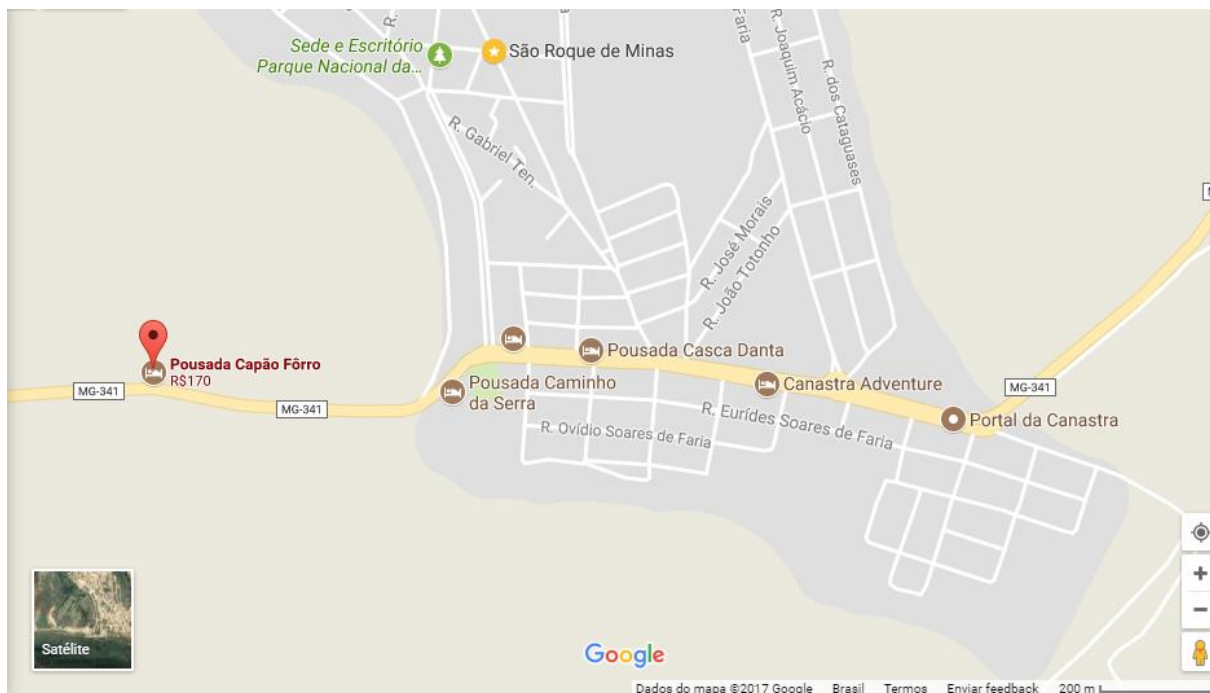 Sede e Escritório
Parque Nacional da...
São Roque de Minas
R.
Faria
R. Joaquim Acácio
R. dos Cataguases
R. Gabriel Ten.
R. José Morais
R. João Totonho
Pousada Capão Fôrro
R$170
MG-341
MG-341
Pousada Caminho
da Serra
Pousada Casca Danta
Canastra Adventure
MG-341
Portal da Canastra
R. Eurídes Soares de Faria
R. Ovídio Soares de Faria
Satélite
Google
Dados do mapa ©2017 Google Brasil Termos Enviar feedback 200 m